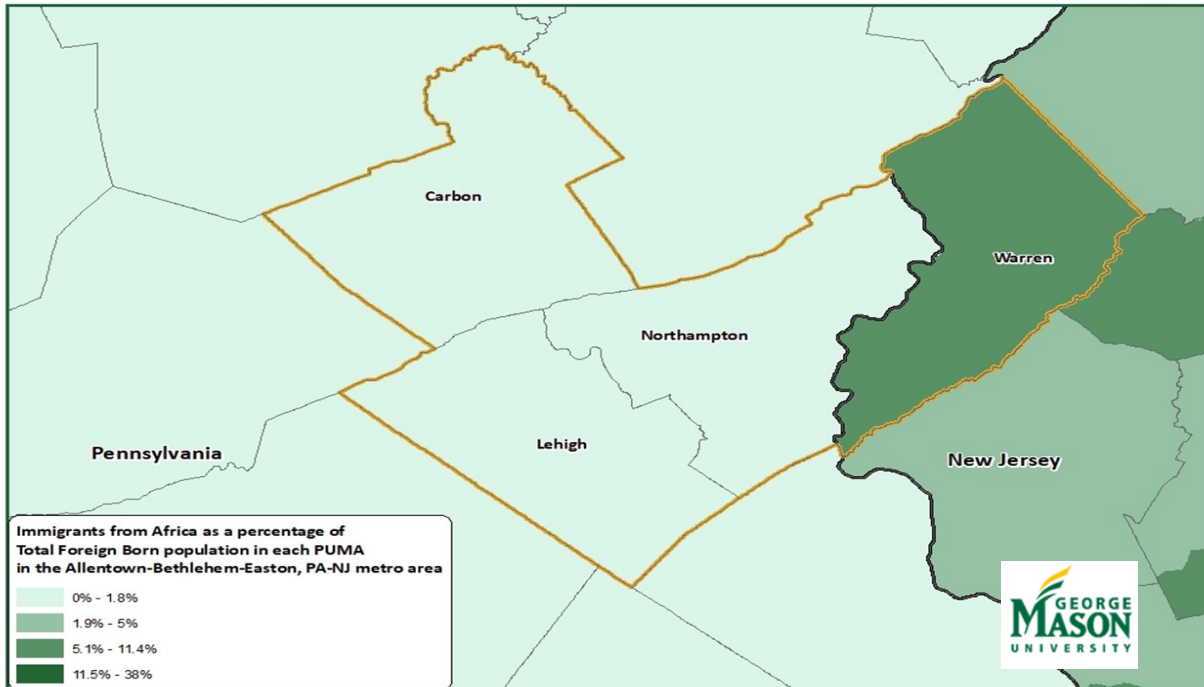 Carbon
Warren
Northampton
Lehigh
Pennsylvania
New Jersey
Immigrants from Africa as a percentage of
Total Foreign Born population in each PUMA
in the Allentown-Bethlehem-Easton, PA-NJ metro area
0% - 1.8%
1.9% - 5%
5.1% - 11.4%
11.5% - 38%
GEORGE
MASON
UNIVERSITY